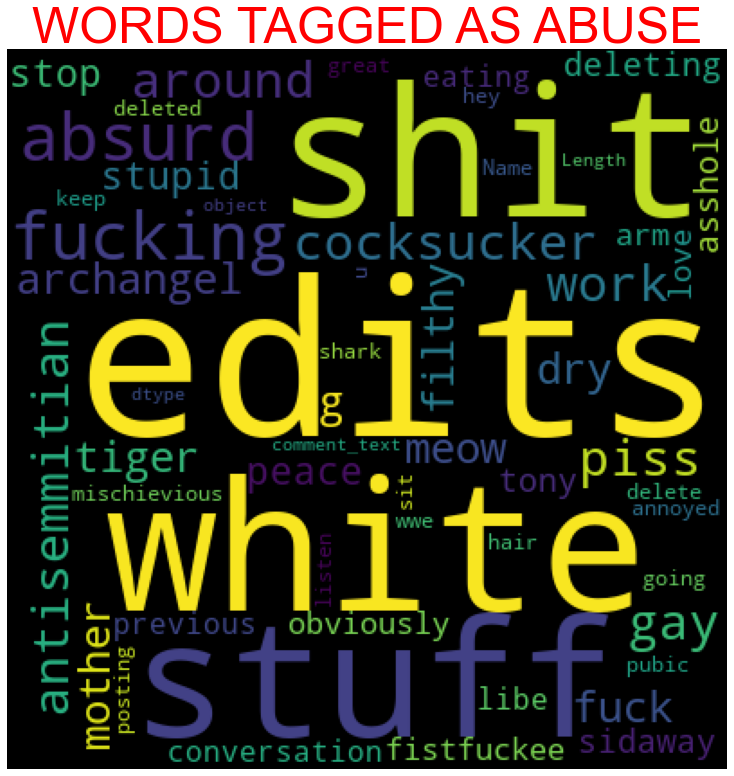 WORDS TAGGED AS ABUSE
stop
around
great
eating
deleting
deleted
hey
shit
absurd
stupid
Name
Length
asshole
keep
object
fucking
cocksucker
arme
love
archangel
u
work
filthy
edits
antisemmitian
shark
dry
dtype
g
tiger
comment_text
meow
piss
peace
tony
mischievious
sit
delete
annoyed
wwe
white
listen
hair
going
mother
previous
obviously
gay
stuff
posting
pubic
libe
fuck
conversation
fistfuckee
sidaway